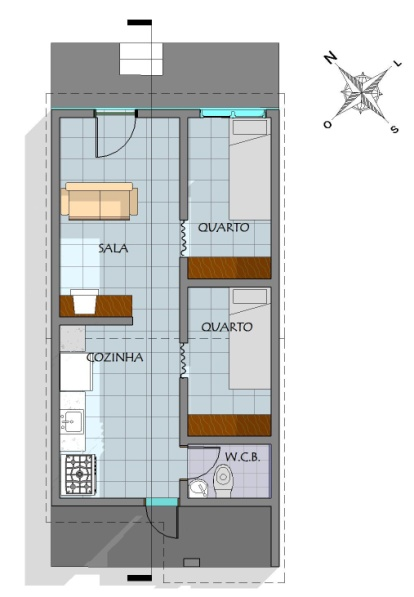 N
L
O
S
QUARTO
SALA
QUARTO
COZINHA
W.C.B.